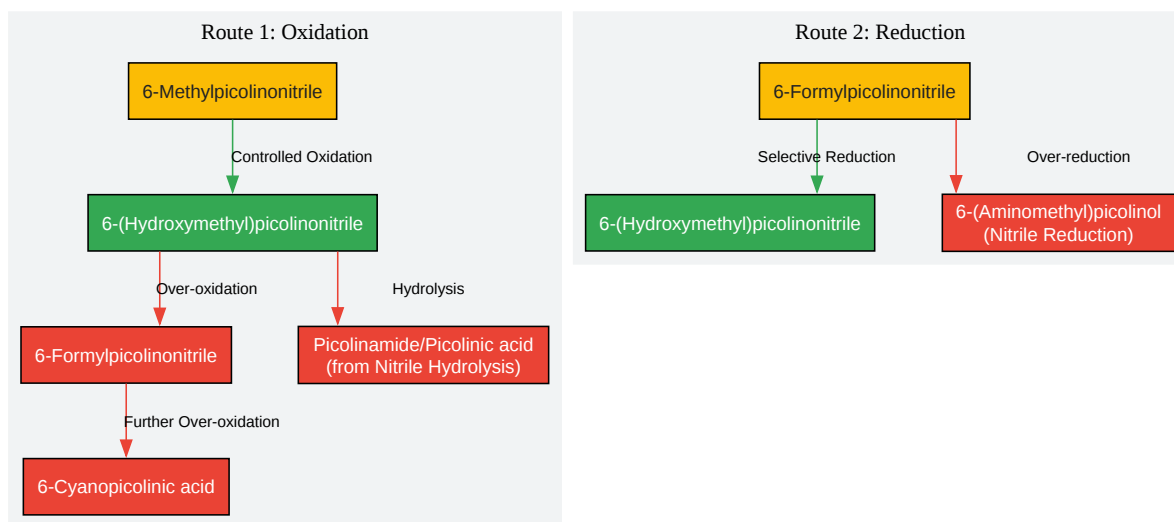 Route 1: Oxidation
6-Methylpicolinonitrile
Controlled Oxidation
6-(Hydroxymethyl)picolinonitrile
Over-oxidation
Hydrolysis
6-Formylpicolinonitrile
Picolinamide/Picolinic acid
(from Nitrile Hydrolysis)
Further Over-oxidation
6-Cyanopicolinic acid
Route 2: Reduction
6-Formylpicolinonitrile
Selective Reduction
Over-reduction
6-(Hydroxymethyl)picolinonitrile
6-(Aminomethyl)picolinol
(Nitrile Reduction)